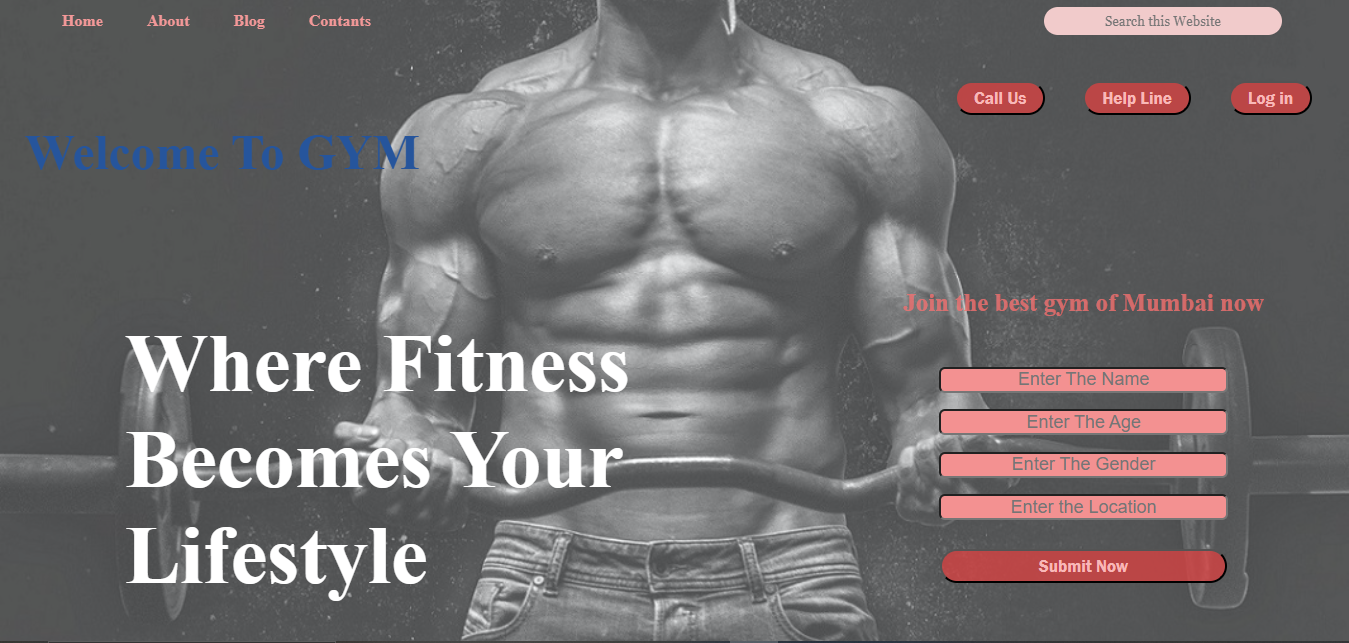 Home About Blog Contants
Search this Website
Call Us Help Line Log in
Welcome To GYM
Join the best gym of Mumbai now
Where Fitness
Becomes Your
Lifestyle
Enter The Name
Enter The Age
Enter The Gender
Enter the Location
Submit Now